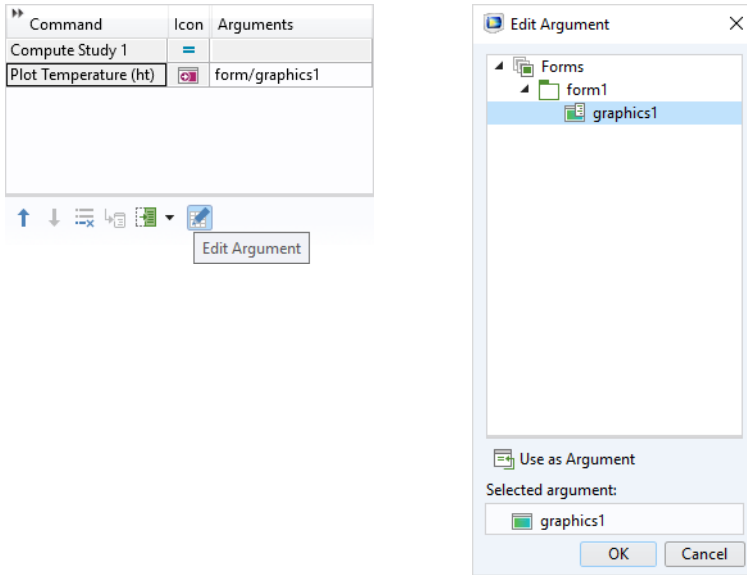 Command Icon Arguments
Compute Study 1
Plot Temperature (ht) form/graphics1
Edit Argument
Edit Argument
Forms
form1
graphics1
Use as Argument
Selected argument:
graphics1
OK Cancel